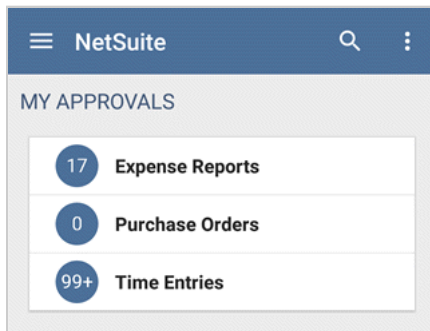 NetSuite
MY APPROVALS
17 Expense Reports
0 Purchase Orders
99+ Time Entries